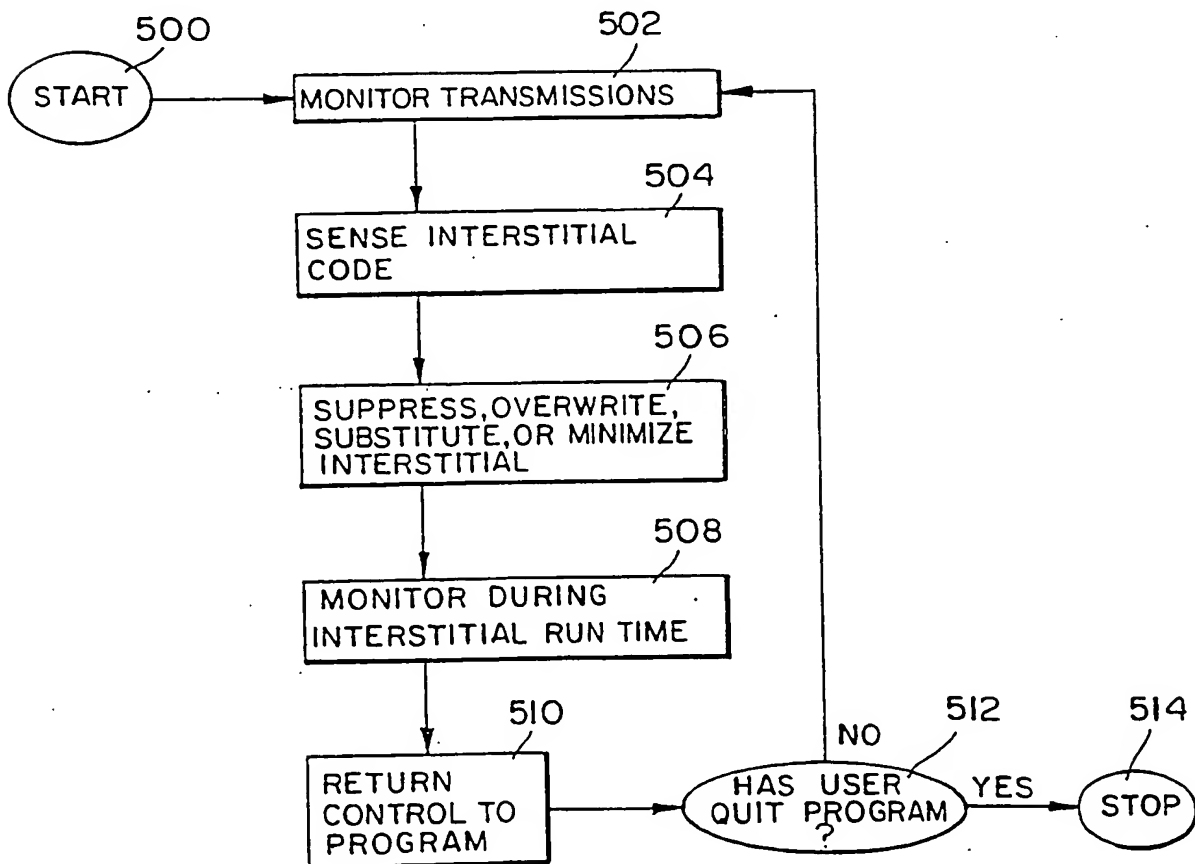 500
START
502
MONITOR TRANSMISSIONS
504
SENSE INTERSTITIAL
CODE
506
SUPPRESS, OVERWRITE,
SUBSTITUTE, OR MINIMIZE
INTERSTITIAL
508
MONITOR DURING
INTERSTITIAL RUN TIME
510
RETURN
CONTROL TO
PROGRAM
512
HAS USER
QUIT PROGRAM
?
NO
YES
514
STOP